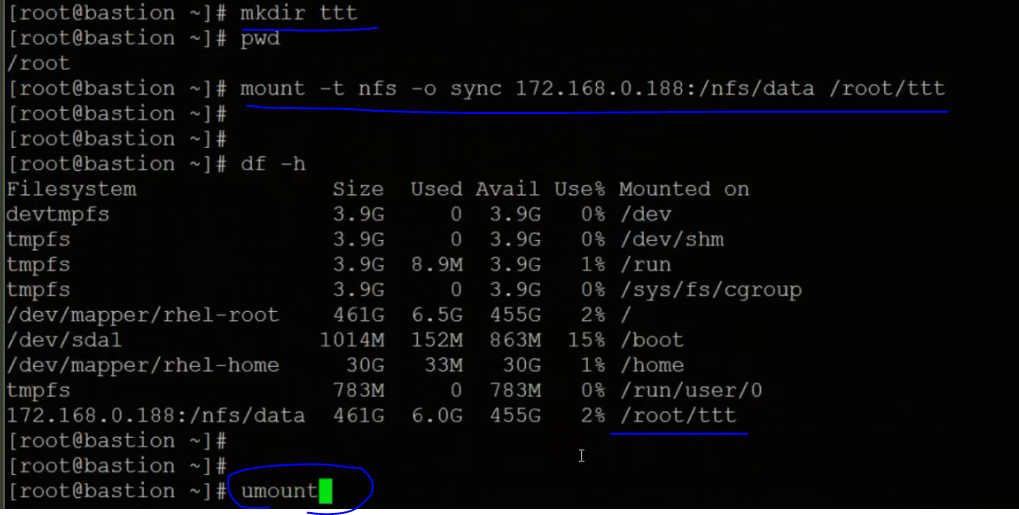 [root@bastion ~]# mkdir ttt
[root@bastion ~]# pwd
/root
[root@bastion ~]# mount -t nfs -o sync 172.168.0.188:/nfs/data /root/ttt
[root@bastion ~]#
[root@bastion ~]#
[root@bastion ~]# df -h
Filesystem Size Used Avail Use% Mounted on
devtmpfs 3.9G 0 3.9G 0% /dev
tmpfs 3.9G 0 3.9G 0% /dev/shm
tmpfs 3.9G 8.9M 3.9G 1% /run
tmpfs 3.9G 0 3.9G 0% /sys/fs/cgroup
/dev/mapper/rhel-root 461G 6.5G 455G 2% /
/dev/sda1 1014M 152M 863M 15% /boot
/dev/mapper/rhel-home 30G 33M 30G 1% /home
tmpfs 783M 0 783M 0% /run/user/0
172.168.0.188:/nfs/data 461G 6.0G 455G 2% /root/ttt
[root@bastion ~]#
[root@bastion ~]#
[root@bastion ~]# umount